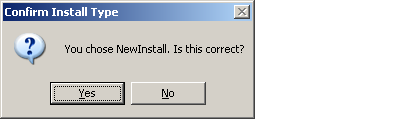 Confirm Install Type
You chose NewInstall. Is this correct?
Yes No